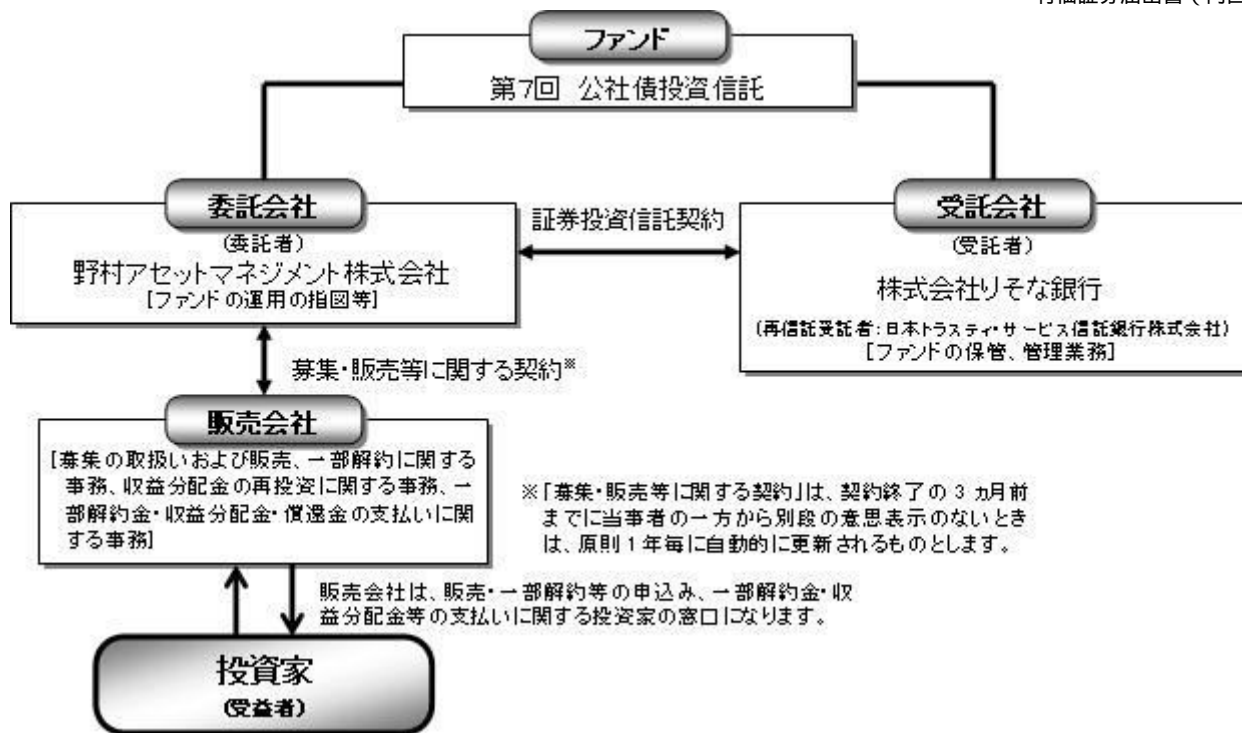 ファンド
第7回 公社債投資信託
委託会社
(委託者)
野村アセットマネジメント株式会社
[ファンドの運用の指図等]
証券投資信託契約
受託会社
(受託者)
株式会社りそな銀行
(再信託受託者:日本トラスティ・サービス信託銀行株式会社)
[ファンドの保管、管理業務]
募集・販売等に関する契約※
販売会社
[募集の取扱いおよび販売、一部解約に関する
事務、収益分配金の再投資に関する事務、一
部解約金・収益分配金・償還金の支払いに関
する事務]
※「募集・販売等に関する契約」は、契約終了の3ヵ月前
までに当事者の一方から別段の意思表示のないとき
は、原則1年毎に自動的に更新されるものとします。
販売会社は、販売・一部解約等の申込み、一部解約金・収
益分配金等の支払いに関する投資家の窓口になります。
投資家
(受益者)